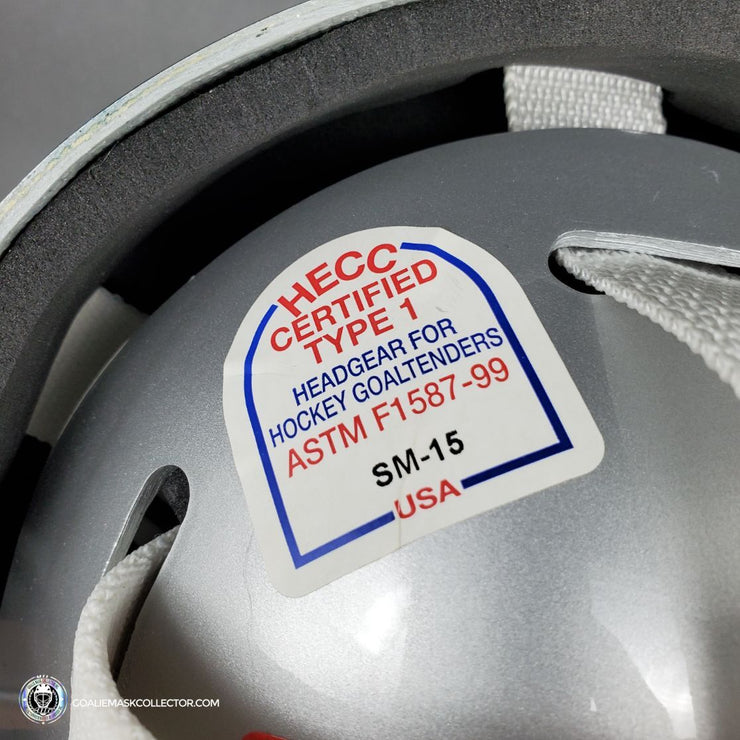 HECC
CERTIFIED
TYPE 1
HEADGEAR FOR
HOCKEY GOALTENDERS
ASTM F1587-99
SM-15
USA
GOALIEMASKCOLLECTOR.COM